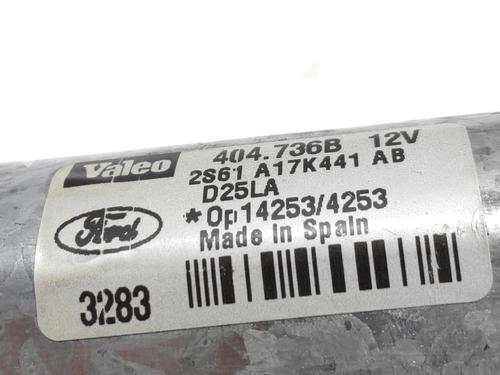 Valeo 404.736B 12V
2S61 A17K441 AB
D25LA
*Op14253/4253
Ford Made In Spain
3283